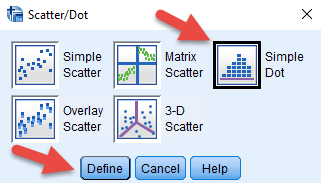 Scatter/Dot
Simple Scatter
Matrix Scatter
Simple Dot
Overlay Scatter
3-D Scatter
Define Cancel Help